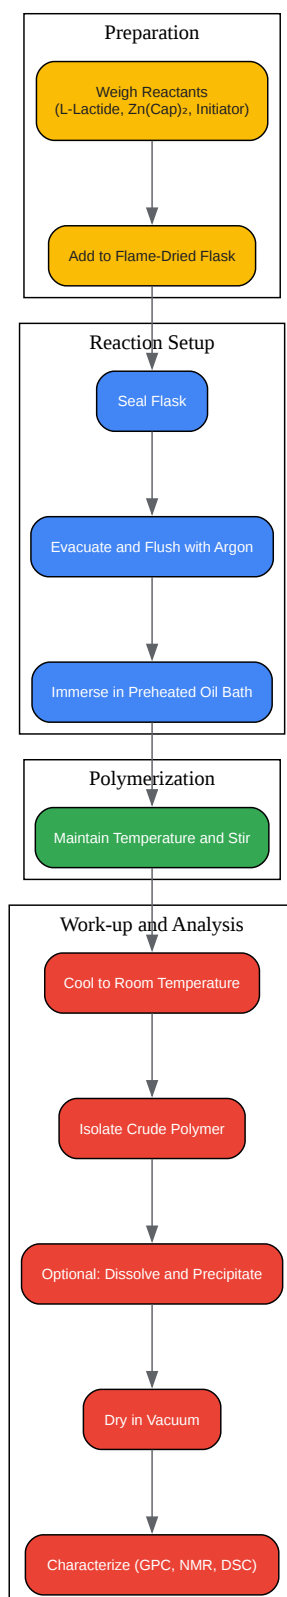 Preparation
Weigh Reactants
(L-Lactide, Zn(Cap)₂, Initiator)
Add to Flame-Dried Flask
Reaction Setup
Seal Flask
Evacuate and Flush with Argon
Immerse in Preheated Oil Bath
Polymerization
Maintain Temperature and Stir
Work-up and Analysis
Cool to Room Temperature
Isolate Crude Polymer
Optional: Dissolve and Precipitate
Dry in Vacuum
Characterize (GPC, NMR, DSC)